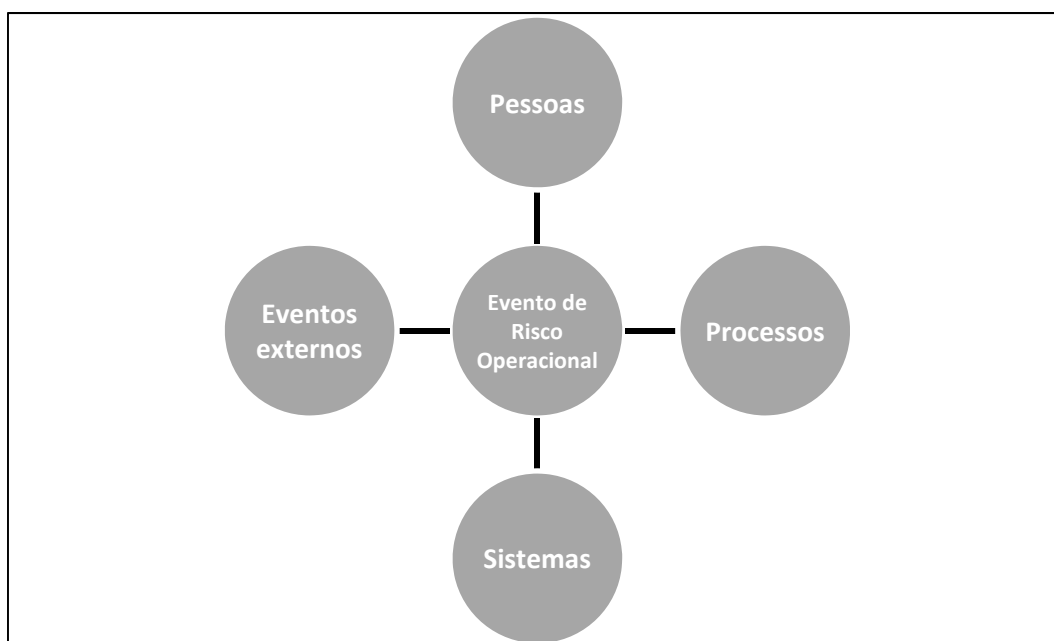 Pessoas
Eventos
externos
Evento de
Risco
Operacional
Processos
Sistemas